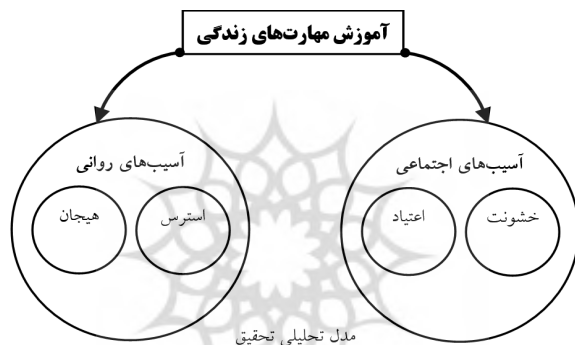 آموزش مهارت‌های زندگی
آسیب‌های اجتماعی
خشونت
اعتیاد
آسیب‌های روانی
استرس
هیجان
مدل تحلیلی تحقیق